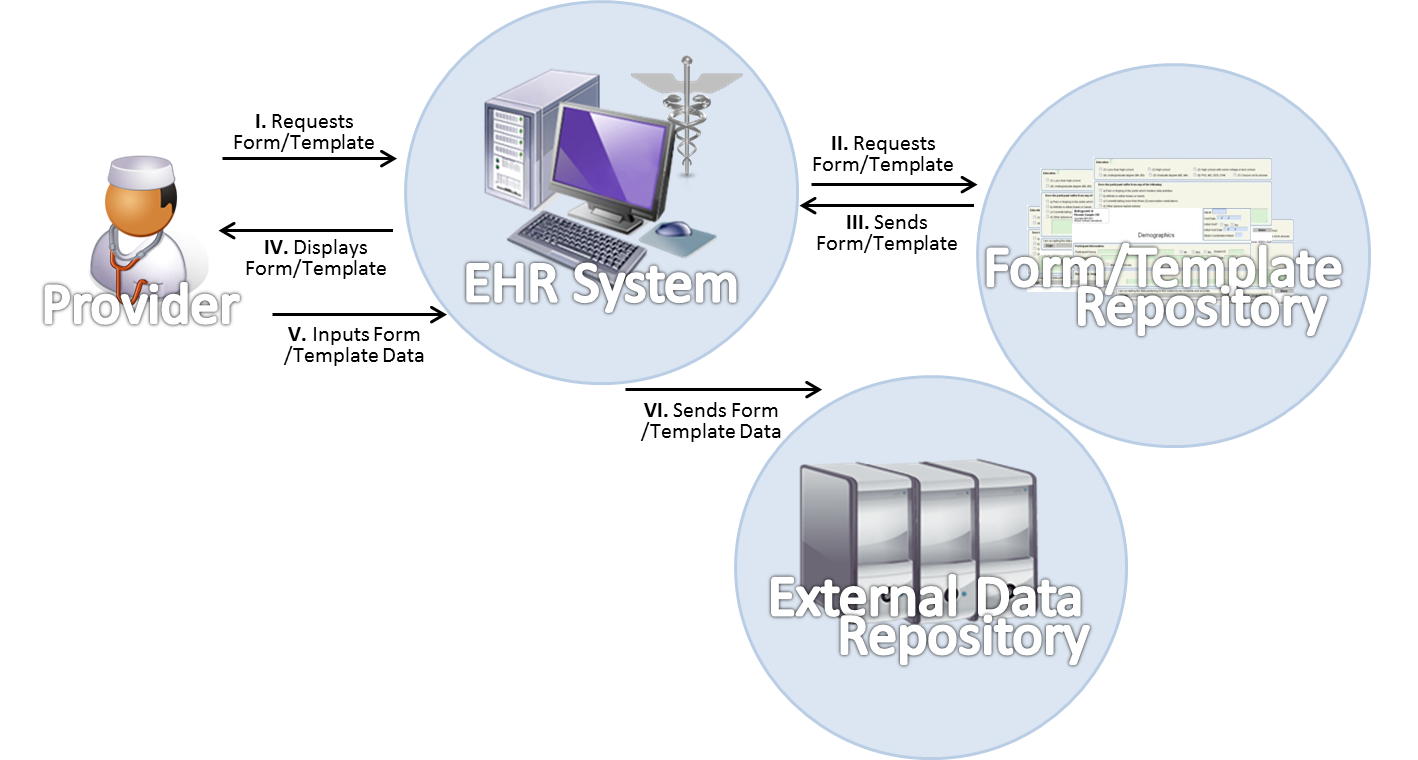 I. Requests
Form/Template
II. Requests
Form/Template
III. Sends
Form/Template
IV. Displays
Form/Template
EHR System
Provider
V. Inputs Form
/Template Data
Demographics
Form/Template
Repository
VI. Sends Form
/Template Data
External Data
Repository